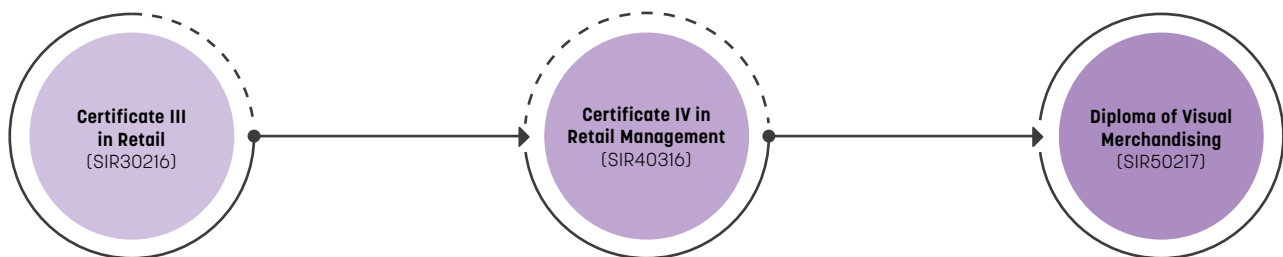 Certificate III
in Retail
(SIR30216)
Certificate IV in
Retail Management
(SIR40316)
Diploma of Visual
Merchandising
(SIR50217)